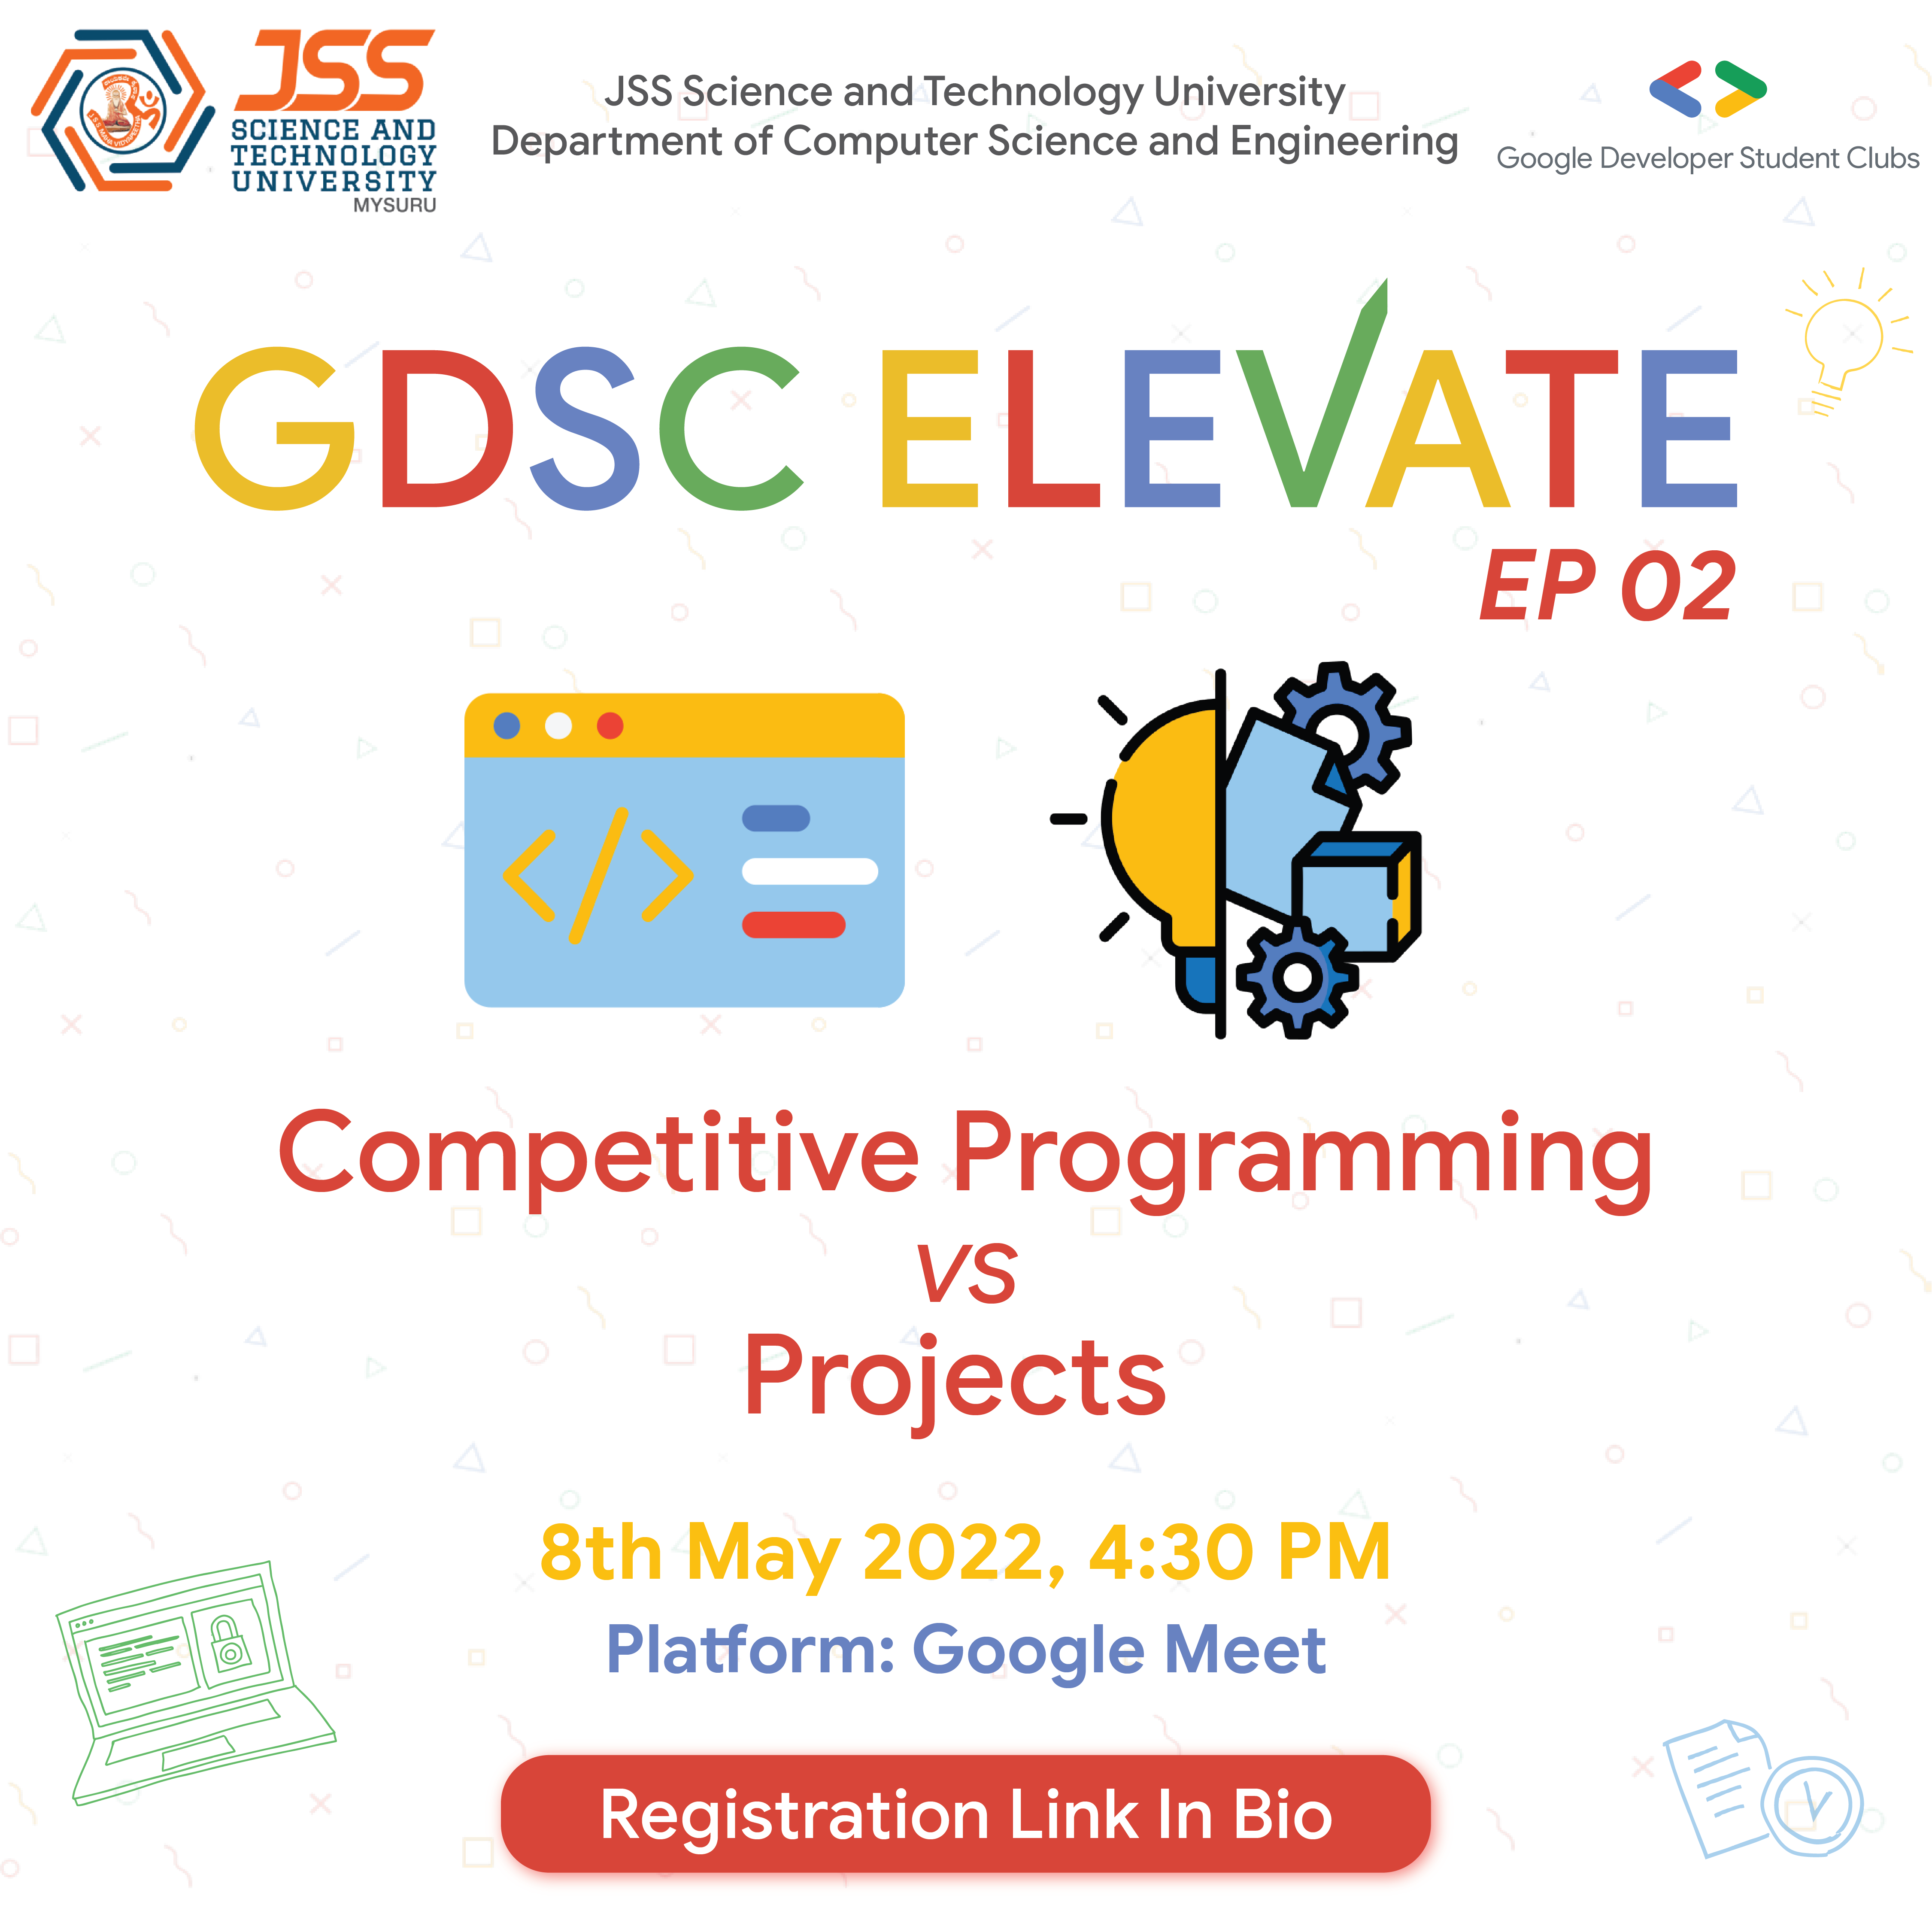 JSS
SCIENCE AND
TECHNOLOGY
UNIVERSITY
MYSURU
JSS Science and Technology University
Department of Computer Science and Engineering
Google Developer Student Clubs
GDSC ELEVATE
EP 02
</>
Competitive Programming
vs
Projects
8th May 2022, 4:30 PM
Platform: Google Meet
Registration Link In Bio